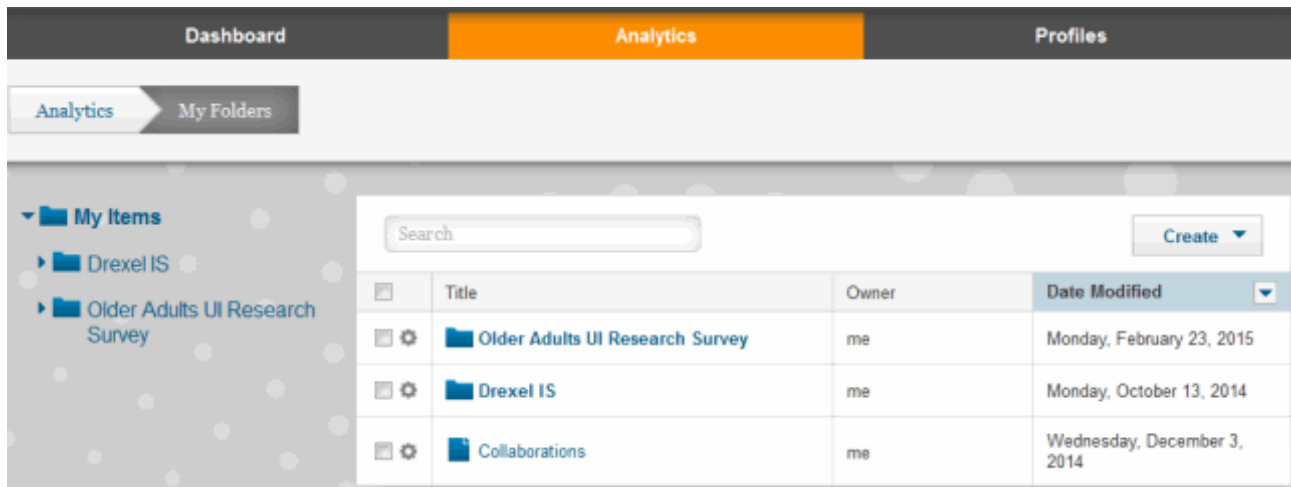 Dashboard Analytics Profiles
Analytics My Folders
My Items
Drexel IS
Older Adults UI Research
Survey
Search Create
Title Owner Date Modified
Older Adults UI Research Survey me Monday, February 23, 2015
Drexel IS me Monday, October 13, 2014
Collaborations me Wednesday, December 3,
2014